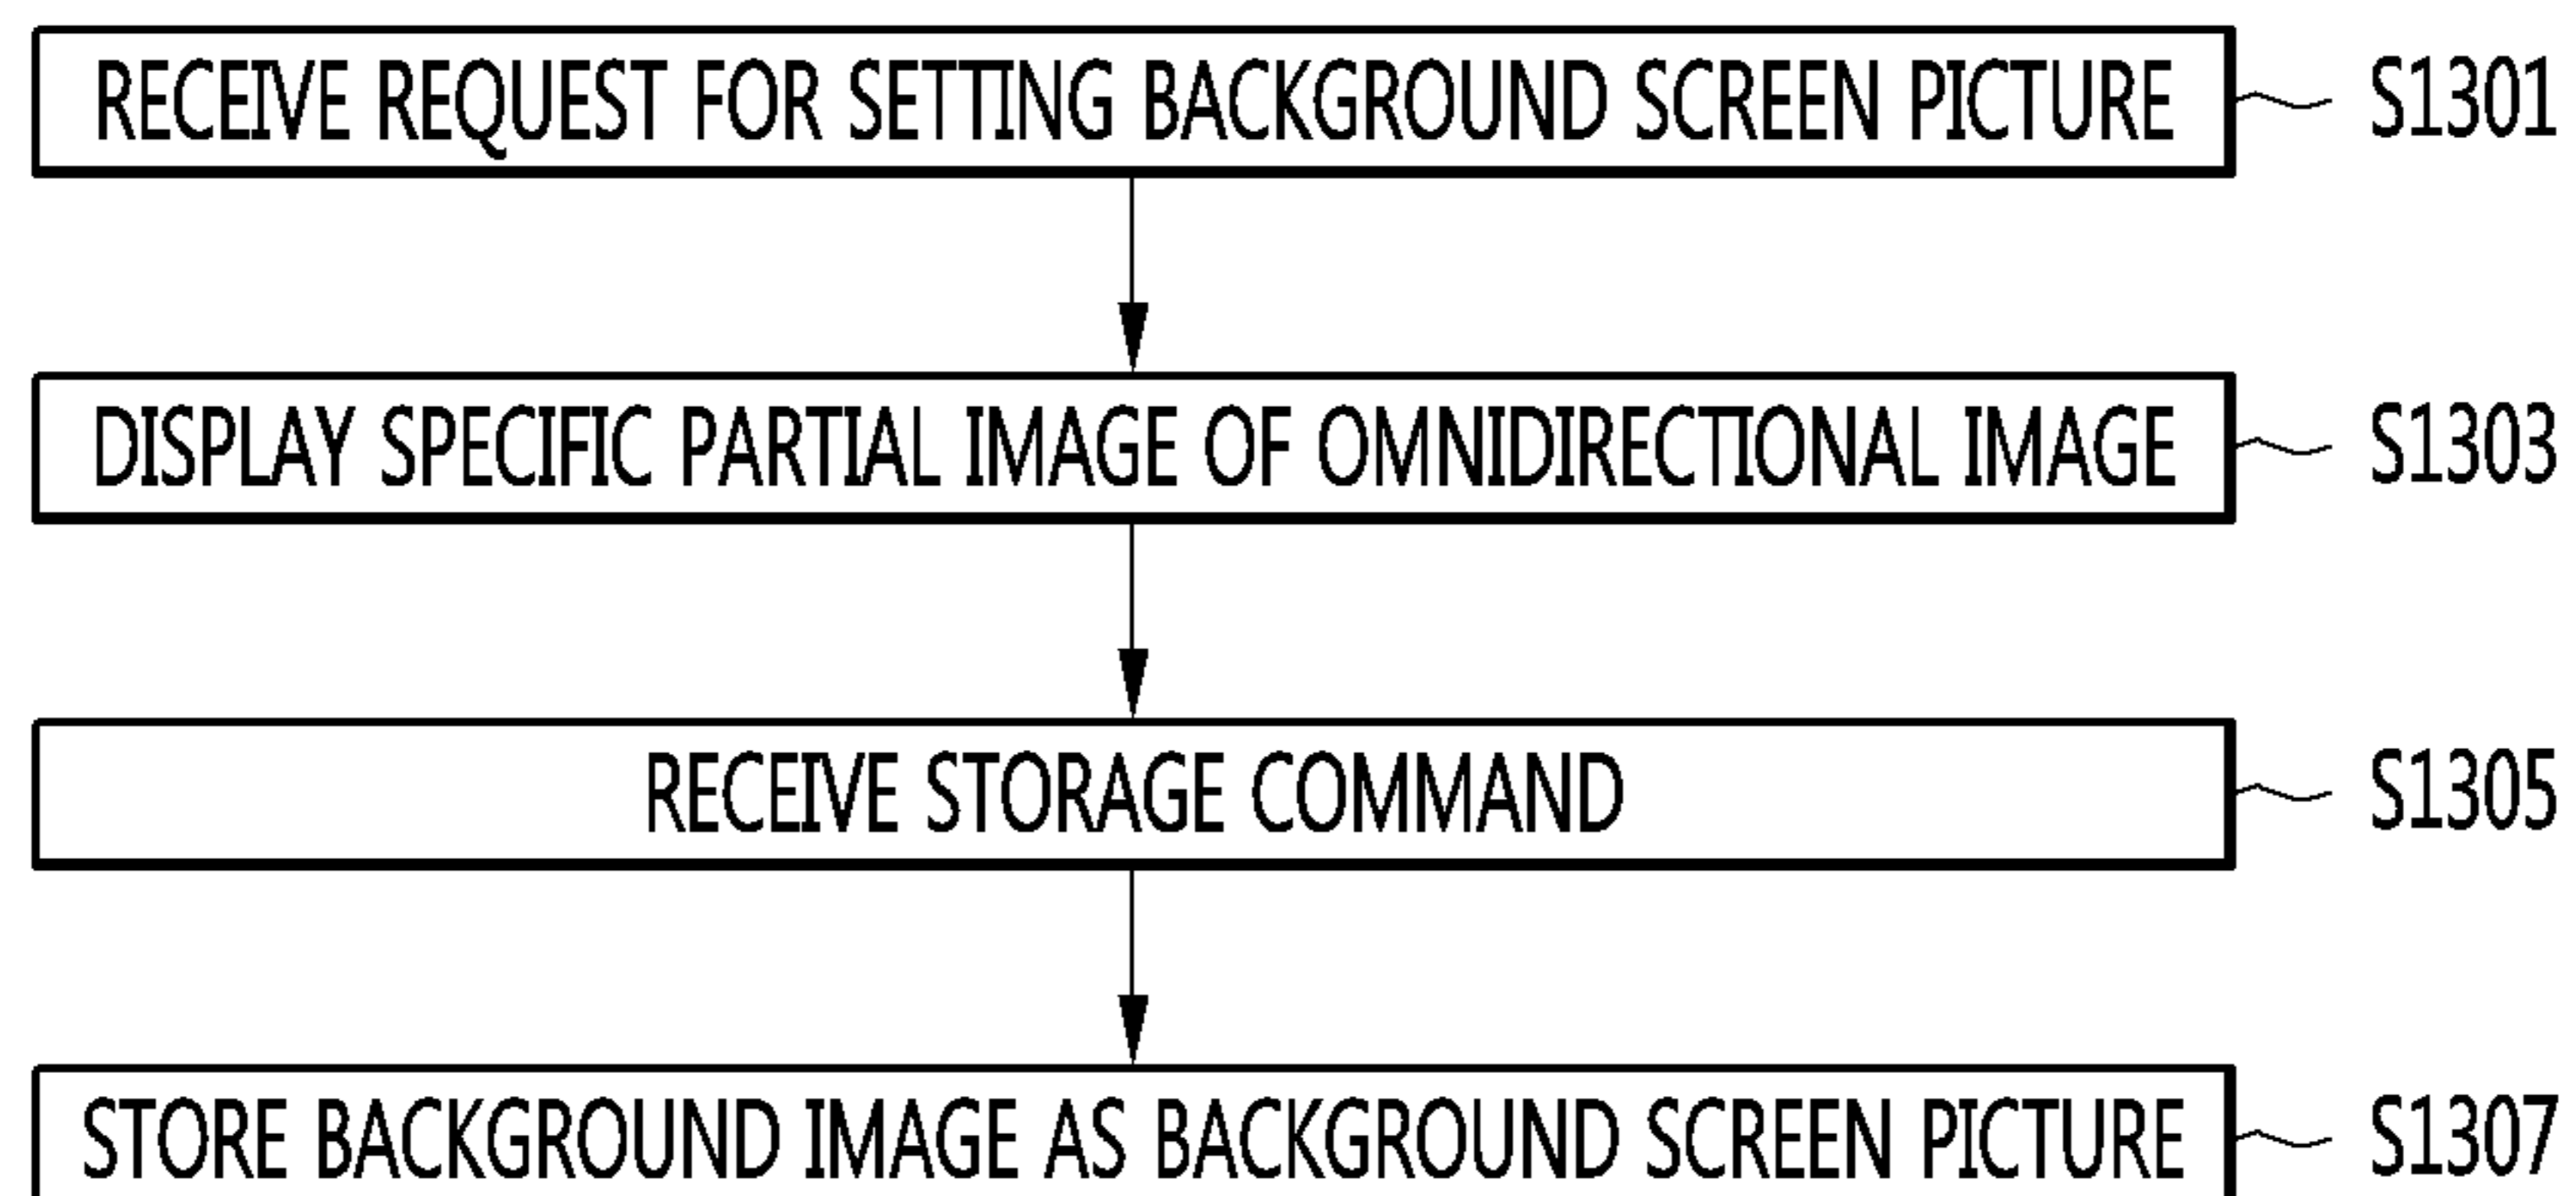 RECEIVE REQUEST FOR SETTING BACKGROUND SCREEN PICTURE S1301
DISPLAY SPECIFIC PARTIAL IMAGE OF OMNIDIRECTIONAL IMAGE S1303
RECEIVE STORAGE COMMAND S1305
STORE BACKGROUND IMAGE AS BACKGROUND SCREEN PICTURE S1307